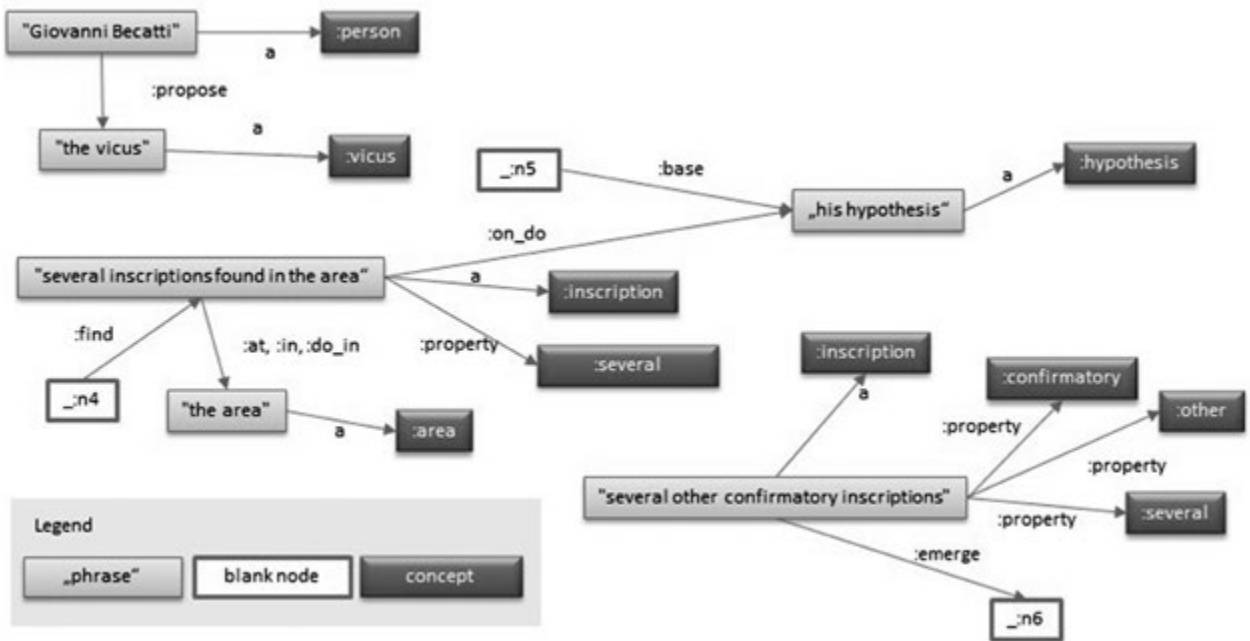 "Giovanni Becatti"
:person
a
:propose
"the vicus"
a
:vicus
_:n5
:base
:hypothesis
a
„his hypothesis“
:on_do
"several inscriptions found in the area“
a
:inscription
:find
:at, :in, :do_in
:property
:several
_:n4
"the area"
a
:area
:inscription
a
:confirmatory
:other
:property
:property
"several other confirmatory inscriptions"
:property
:several
:emerge
_:n6
Legend
„phrase“
blank node
concept